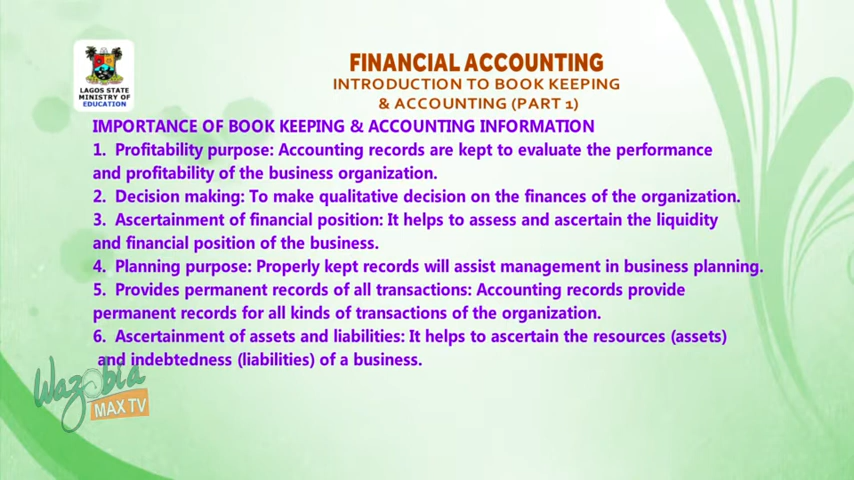 LAGOS STATE
MINISTRY OF
EDUCATION
FINANCIAL ACCOUNTING
INTRODUCTION TO BOOK KEEPING
& ACCOUNTING (PART 1)
IMPORTANCE OF BOOK KEEPING & ACCOUNTING INFORMATION
1. Profitability purpose: Accounting records are kept to evaluate the performance
and profitability of the business organization.
2. Decision making: To make qualitative decision on the finances of the organization.
3. Ascertainment of financial position: It helps to assess and ascertain the liquidity
and financial position of the business.
4. Planning purpose: Properly kept records will assist management in business planning.
5. Provides permanent records of all transactions: Accounting records provide
permanent records for all kinds of transactions of the organization.
6. Ascertainment of assets and liabilities: It helps to ascertain the resources (assets)
and indebtedness (liabilities) of a business.
Wazobia
MAX TV